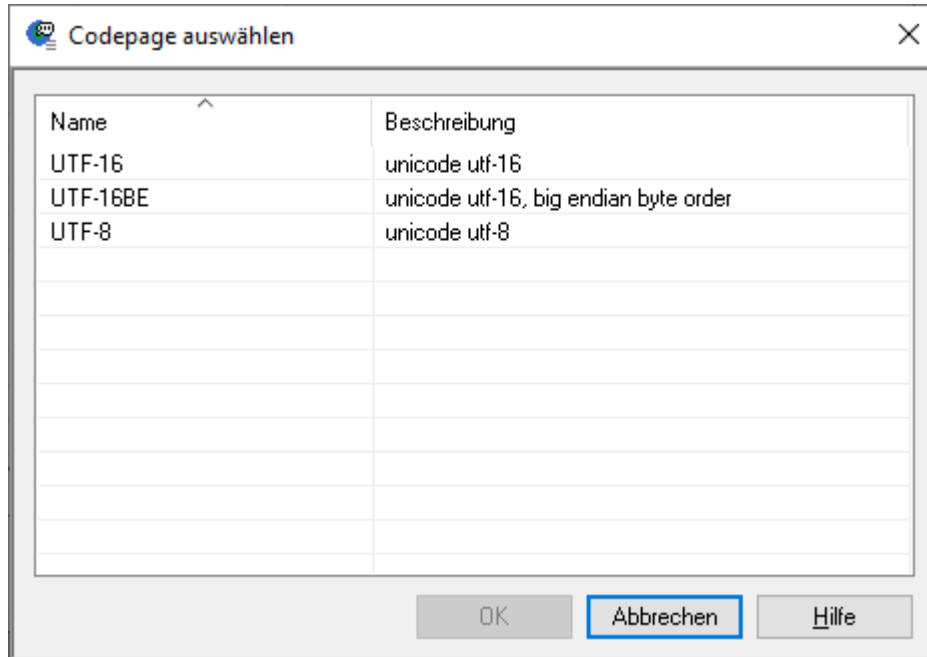 Codepage auswählen
Name Beschreibung
UTF-16 unicode utf-16
UTF-16BE unicode utf-16, big endian byte order
UTF-8 unicode utf-8
OK Abbrechen Hilfe